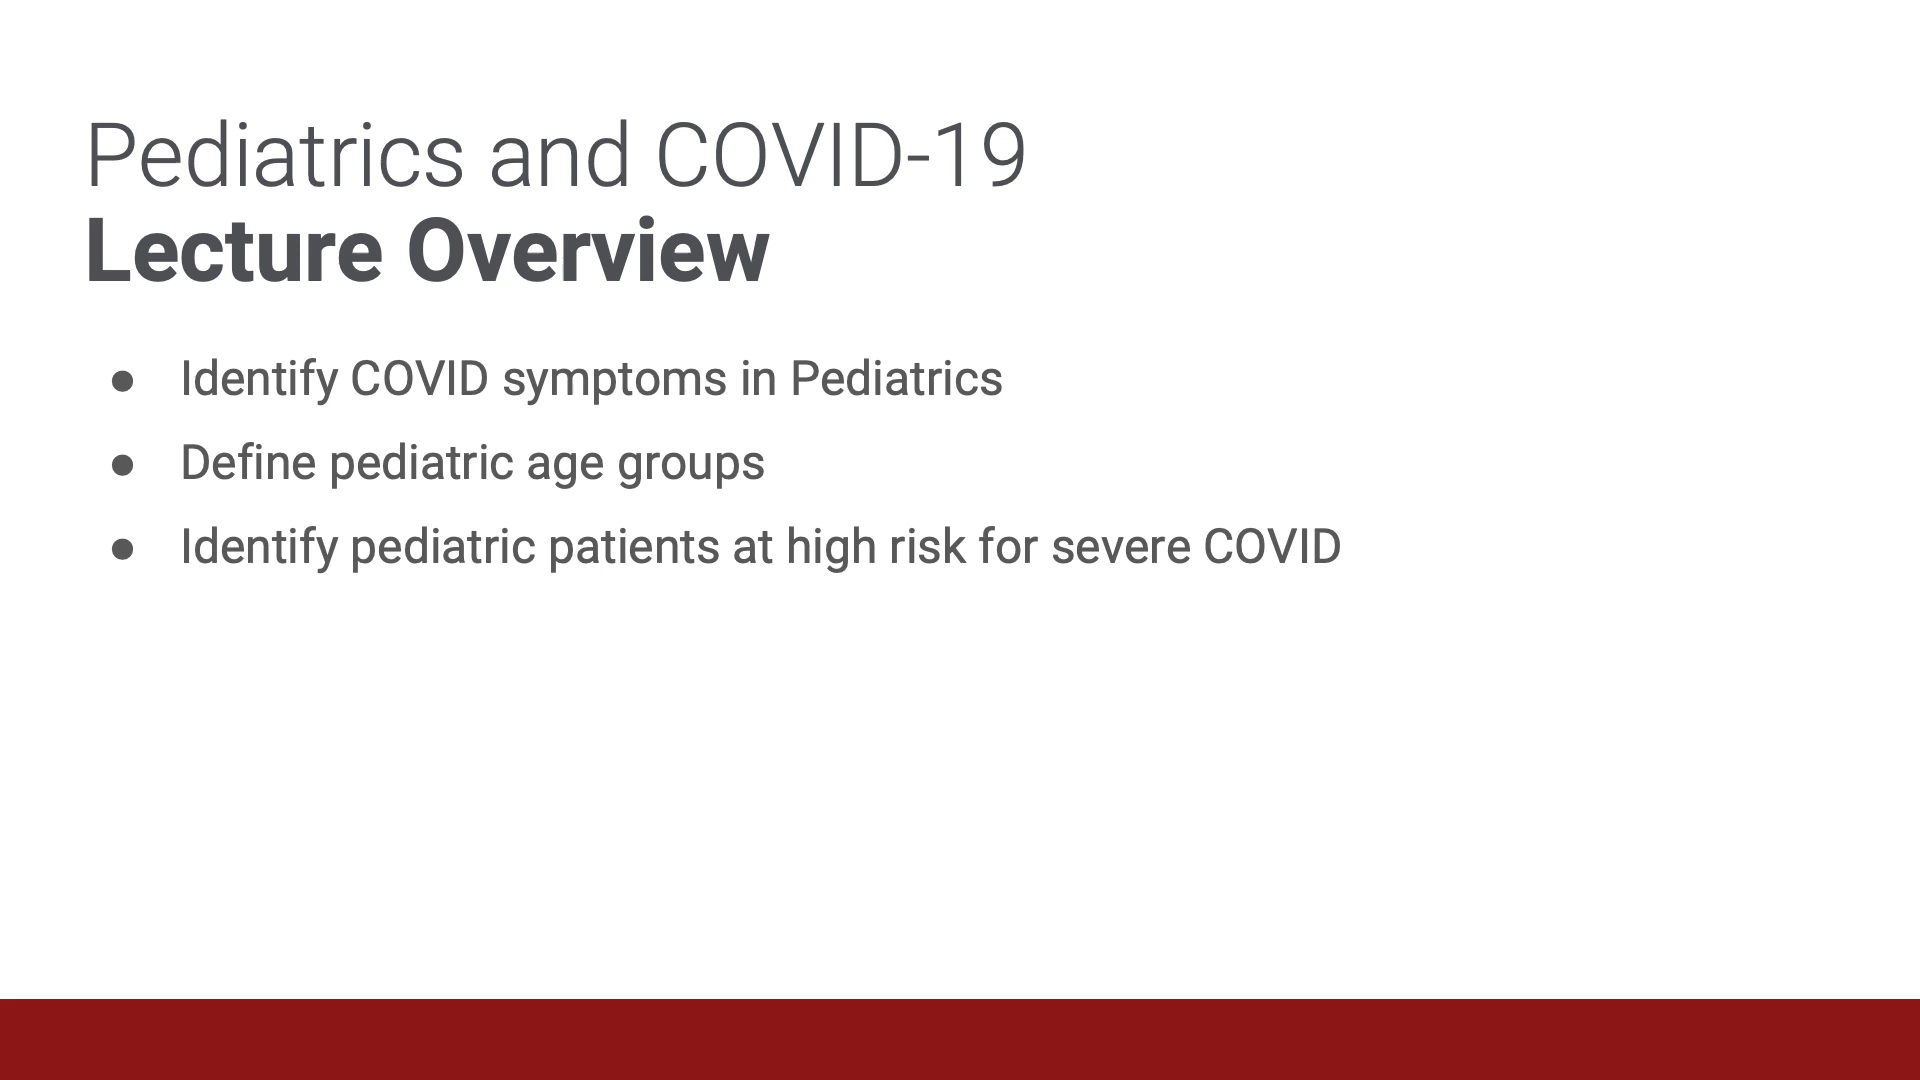 Pediatrics and COVID-19
Lecture Overview
● Identify COVID symptoms in Pediatrics
● Define pediatric age groups
● Identify pediatric patients at high risk for severe COVID